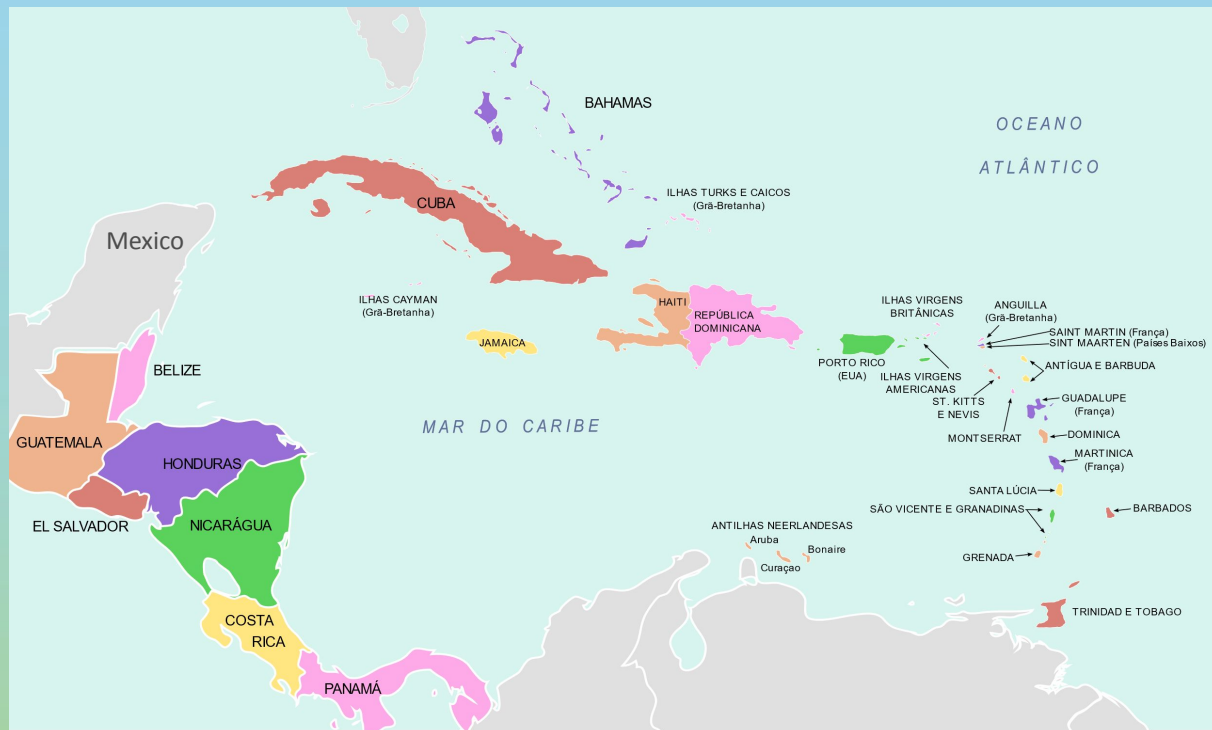 BAHAMAS
OCEANO
ATLÂNTICO
ILHAS TURKS E CAICOS
(Grã-Bretanha)
CUBA
Mexico
ILHAS CAYMAN
(Grã-Bretanha)
HAITI
REPÚBLICA
DOMINICANA
JAMAICA
ILHAS VIRGENS
BRITÂNICAS
ANGUILLA
(Grã-Bretanha)
SAINT MARTIN (França)
SINT MAARTEN (Países Baixos)
PORTO RICO
(EUA)
ILHAS VIRGENS
AMERICANAS
ANTÍGUA E BARBUDA
ST. KITTS
E NEVIS
GUADALUPE
(França)
MONTSERRAT
DOMINICA
MARTINICA
(França)
BELIZE
MAR DO CARIBE
GUATEMALA
HONDURAS
SANTA LÚCIA
SÃO VICENTE E GRANADINAS
BARBADOS
EL SALVADOR
NICARÁGUA
ANTILHAS NEERLANDESAS
Aruba
Bonaire
Curaçao
GRENADA
TRINIDAD E TOBAGO
COSTA
RICA
PANAMÁ